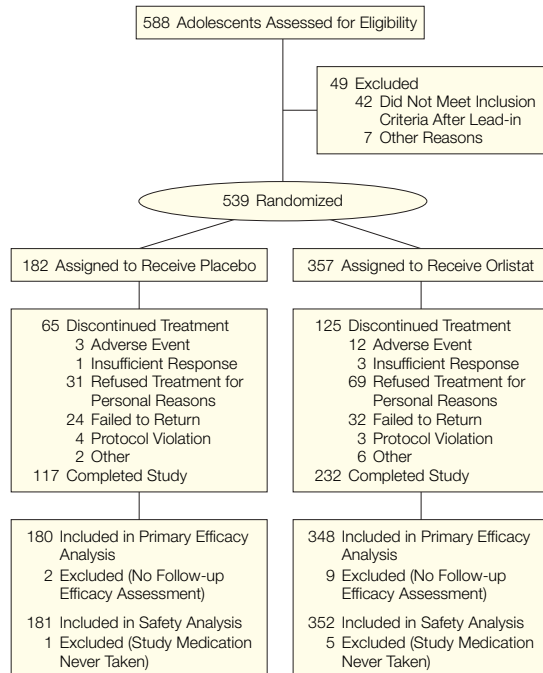 588 Adolescents Assessed for Eligibility
49 Excluded
42 Did Not Meet Inclusion
Criteria After Lead-in
7 Other Reasons
539 Randomized
182 Assigned to Receive Placebo
357 Assigned to Receive Orlistat
65 Discontinued Treatment
3 Adverse Event
1 Insufficient Response
31 Refused Treatment for
Personal Reasons
24 Failed to Return
4 Protocol Violation
2 Other
117 Completed Study
125 Discontinued Treatment
12 Adverse Event
3 Insufficient Response
69 Refused Treatment for
Personal Reasons
32 Failed to Return
3 Protocol Violation
6 Other
232 Completed Study
180 Included in Primary Efficacy
Analysis
2 Excluded (No Follow-up
Efficacy Assessment)
181 Included in Safety Analysis
1 Excluded (Study Medication
Never Taken)
348 Included in Primary Efficacy
Analysis
9 Excluded (No Follow-up
Efficacy Assessment)
352 Included in Safety Analysis
5 Excluded (Study Medication
Never Taken)